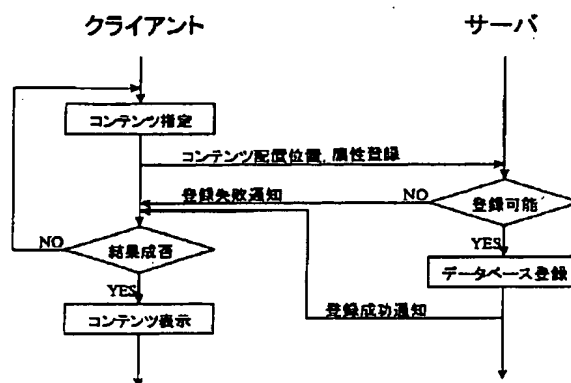 クライアント
サーバ
コンテンツ指定
コンテンツ配置位置, 属性登録
登録失敗通知
NO
登録可能
NO
結果成否
YES
データベース登録
YES
登録成功通知
コンテンツ表示